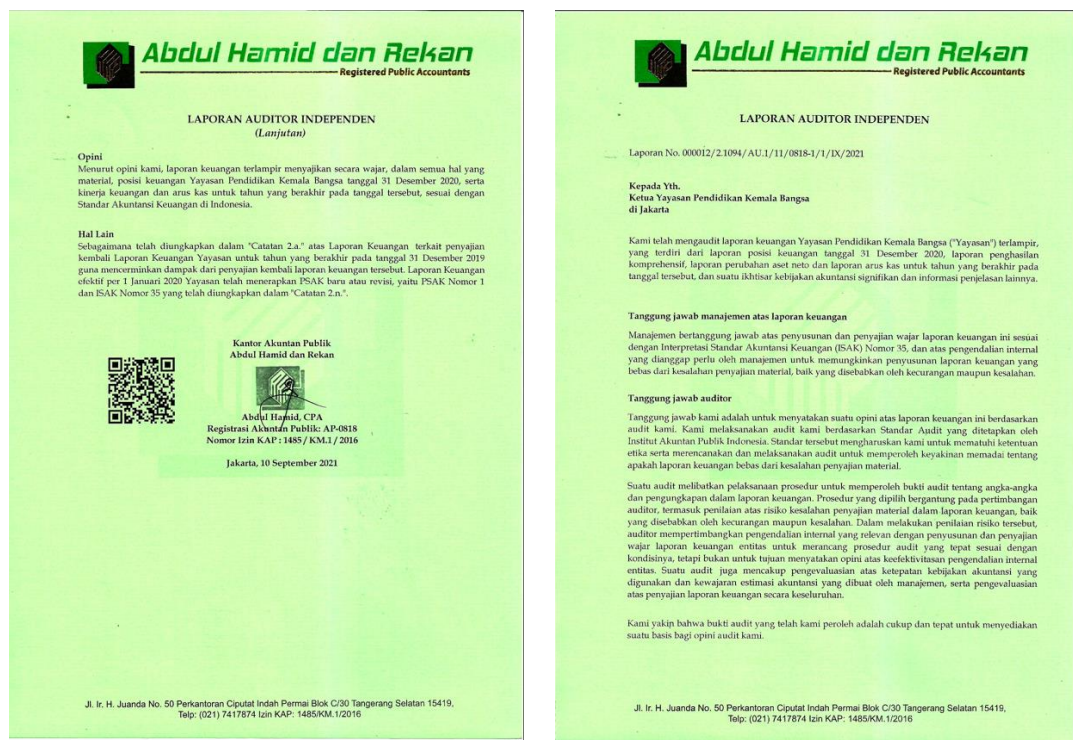 Abdul Hamid dan Rekan
Registered Public Accountants
LAPORAN AUDITOR INDEPENDEN
(Lanjutan)
Opini
Menurut opini kami, laporan keuangan terlampir menyajikan secara wajar, dalam semua hal yang
material, posisi keuangan Yayasan Pendidikan Kemala Bangsa tanggal 31 Desember 2020, serta
kinerja keuangan dan arus kas untuk tahun yang berakhir pada tanggal tersebut, sesuai dengan
Standar Akuntansi Keuangan di Indonesia.
Hal Lain
Sebagaimana telah diungkapkan dalam "Catatan 2.a." atas Laporan Keuangan terkait penyajian
kembali Laporan Keuangan Yayasan untuk tahun yang berakhir pada tanggal 31 Desember 2019
guna mencerminkan dampak dari penyajian kembali laporan keuangan tersebut. Laporan Keuangan
efektif per 1 Januari 2020 Yayasan telah menerapkan PSAK baru atau revisi, yaitu PSAK Nomor 1
dan ISAK Nomor 35 yang telah diungkapkan dalam "Catatan 2.n.".
Kantor Akuntan Publik
Abdul Hamid dan Rekan
Abdul Hamid, CPA
Registrasi Akuntan Publik: AP-0818
Nomor Izin KAP : 1485 / KM.1 / 2016
Jakarta, 10 September 2021
Jl. Ir. H. Juanda No. 50 Perkantoran Ciputat Indah Permai Blok C/30 Tangerang Selatan 15419,
Telp: (021) 7417874 Izin KAP: 1485/KM.1/2016
Abdul Hamid dan Rekan
Registered Public Accountants
LAPORAN AUDITOR INDEPENDEN
Laporan No. 000012/2.1094/AU.1/11/0818-1/1/IX/2021
Kepada Yth,
Ketua Yayasan Pendidikan Kemala Bangsa
di Jakarta
Kami telah mengaudit laporan keuangan Yayasan Pendidikan Kemala Bangsa ("Yayasan") terlampir,
yang terdiri dari laporan posisi keuangan tanggal 31 Desember 2020, laporan penghasilan
komprehensif, laporan perubahan aset neto dan laporan arus kas untuk tahun yang berakhir pada
tanggal tersebut, dan suatu ikhtisar kebijakan akuntansi signifikan dan informasi penjelasan lainnya.
Tanggung jawab manajemen atas laporan keuangan
Manajemen bertanggung jawab atas penyusunan dan penyajian wajar laporan keuangan ini sesuai
dengan Interpretasi Standar Akuntansi Keuangan (ISAK) Nomor 35, dan atas pengendalian internal
yang dianggap perlu oleh manajemen untuk memungkinkan penyusunan laporan keuangan yang
bebas dari kesalahan penyajian material, baik yang disebabkan oleh kecurangan maupun kesalahan.
Tanggung jawab auditor
Tanggung jawab kami adalah untuk menyatakan suatu opini atas laporan keuangan ini berdasarkan
audit kami. Kami melaksanakan audit kami berdasarkan Standar Audit yang ditetapkan oleh
Institut Akuntan Publik Indonesia. Standar tersebut mengharuskan kami untuk mematuhi ketentuan
etika serta merencanakan dan melaksanakan audit untuk memperoleh keyakinan memadai tentang
apakah laporan keuangan bebas dari kesalahan penyajian material.
Suatu audit melibatkan pelaksanaan prosedur untuk memperoleh bukti audit tentang angka-angka
dan pengungkapan dalam laporan keuangan. Prosedur yang dipilih bergantung pada pertimbangan
auditor, termasuk penilaian atas risiko kesalahan penyajian material dalam laporan keuangan, baik
yang disebabkan oleh kecurangan maupun kesalahan. Dalam melakukan penilaian risiko tersebut,
auditor mempertimbangkan pengendalian internal yang relevan dengan penyusunan dan penyajian
wajar laporan keuangan entitas untuk merancang prosedur audit yang tepat sesuai dengan
kondisinya, tetapi bukan untuk tujuan menyatakan opini atas keefektivitasan pengendalian internal
entitas. Suatu audit juga mencakup pengevaluasian atas ketepatan kebijakan akuntansi yang
digunakan dan kewajaran estimasi akuntansi yang dibuat oleh manajemen, serta pengevaluasian
atas penyajian laporan keuangan secara keseluruhan.
Kami yakin bahwa bukti audit yang telah kami peroleh adalah cukup dan tepat untuk menyediakan
suatu basis bagi opini audit kami.
Jl. Ir. H. Juanda No. 50 Perkantoran Ciputat Indah Permai Blok C/30 Tangerang Selatan 15419,
Telp: (021) 7417874 Izin KAP: 1485/KM.1/2016